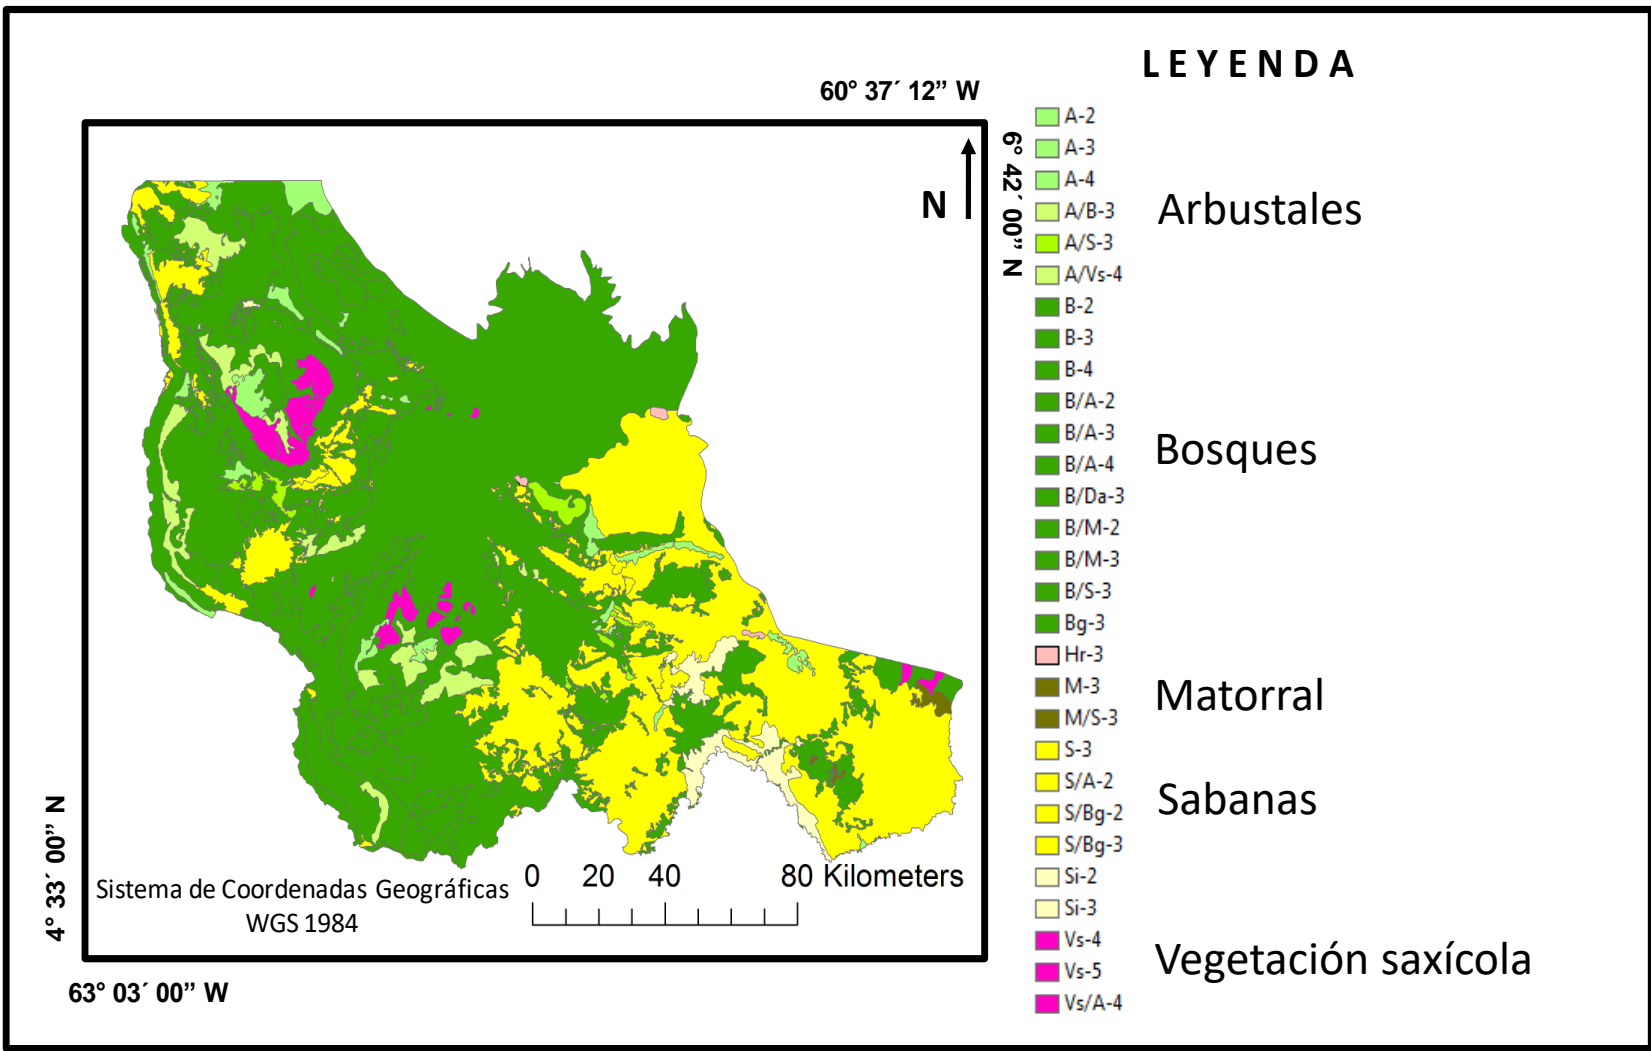 LEYENDA
60° 37´ 12” W
6° 42´ 00” N
N
A-2
A-3
A-4
A/B-3
A/S-3
A/Vs-4
Arbustales
B-2
B-3
B-4
B/A-2
B/A-3
B/A-4
B/Da-3
B/M-2
B/M-3
B/S-3
Bg-3
Bosques
Hr-3
M-3
M/S-3
Matorral
S-3
S/A-2
S/Bg-2
S/Bg-3
Si-2
Si-3
Sabanas
Vs-4
Vs-5
Vs/A-4
Vegetación saxícola
4° 33´ 00” N
Sistema de Coordenadas Geográficas
WGS 1984
0 20 40 80 Kilometers
63° 03´ 00” W